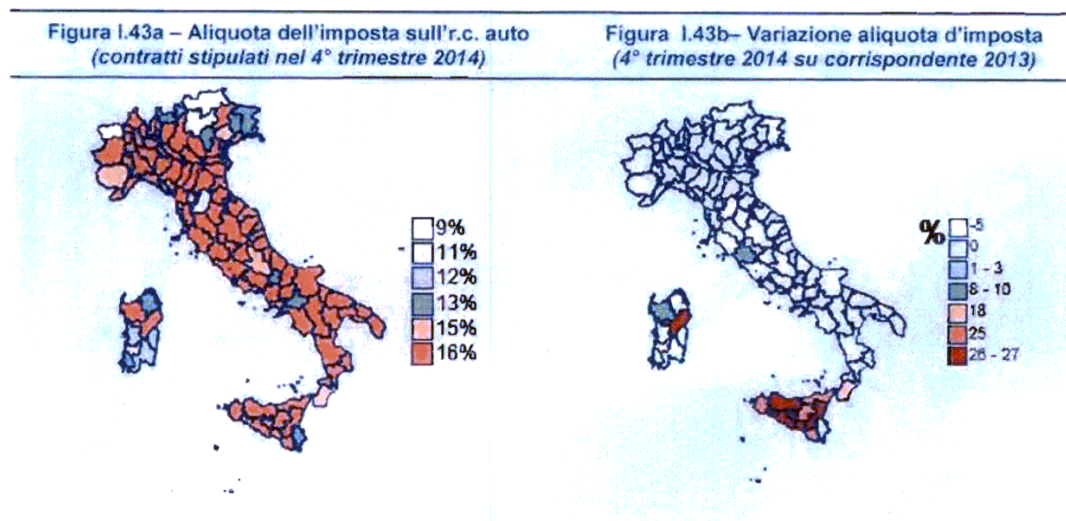 Figura I.43a – Aliquota dell'imposta sull'r.c. auto
(contratti stipulati nel 4° trimestre 2014)
Figura I.43b– Variazione aliquota d'imposta
(4° trimestre 2014 su corrispondente 2013)
9%
11%
12%
13%
15%
16%
%
-5
0
1 - 3
8 - 10
18
25
26 - 27